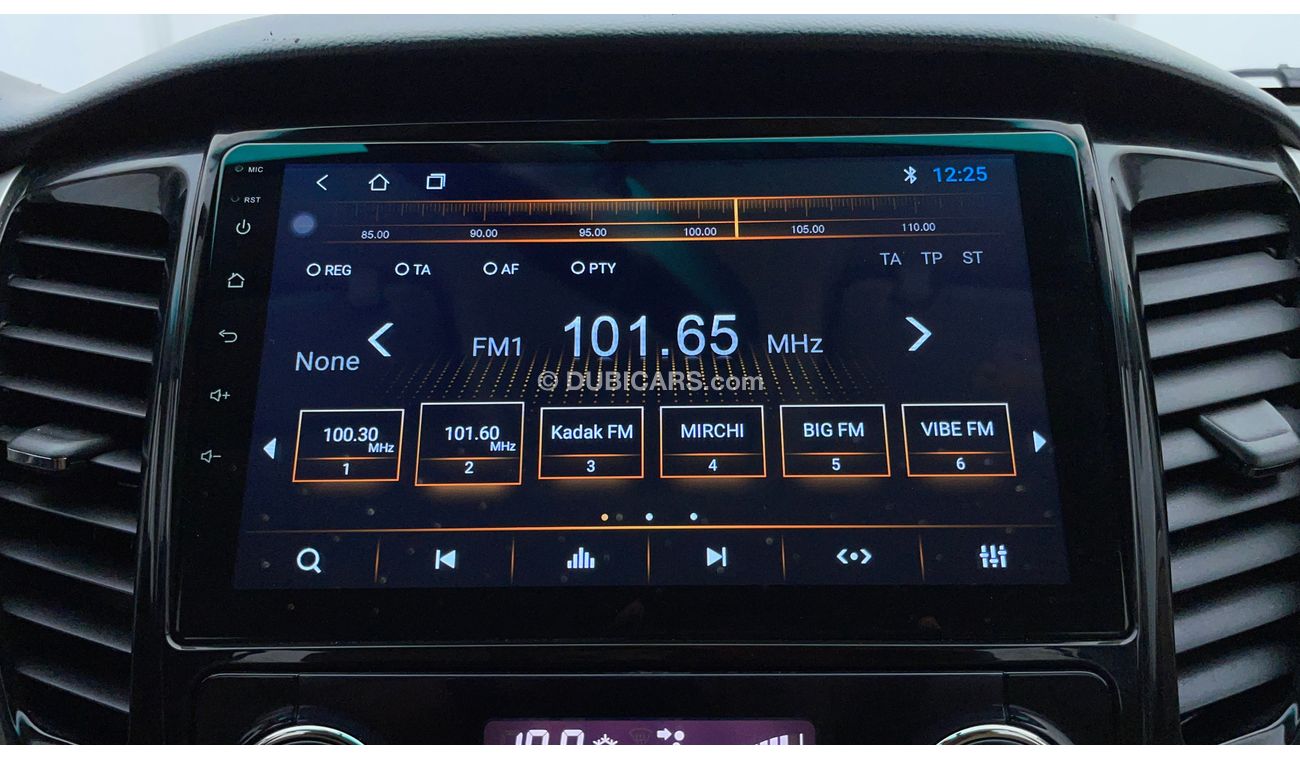 MIC
12:25
RST
85.00 90.00 95.00 100.00 105.00 110.00
REG TA AF PTY TA TP ST
None FM1 101.65 MHz
© DUBICARS.com
100.30 MHz 101.60 MHz Kadak FM MIRCHI BIG FM VIBE FM
1 2 3 4 5 6